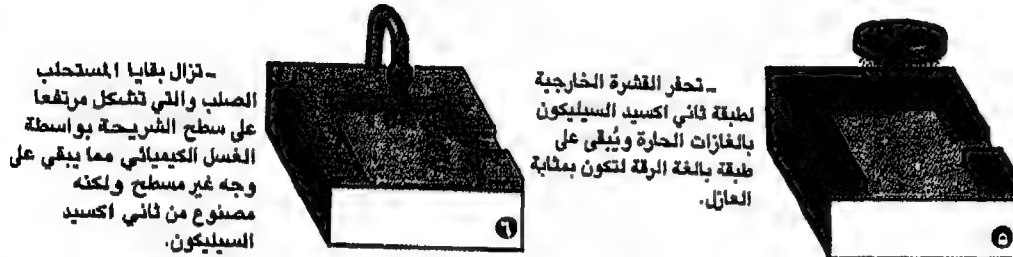 ـ تحفر القشرة الخارجية
لطبقة ثاني اكسيد السيليكون
بالغازات الحارة ويُبقى على
طبقة بالغة الرقة لتكون بمثابة
العازل.
٥
ـ تزال بقايا المستحلب
الصلب والتي تشكل مرتفعا
على سطح الشريحة بواسطة
الغسل الكيميائي مما يبقي على
وجه غير مسطح ولكنه
مصنوع من ثاني اكسيد
السيليكون.
٦